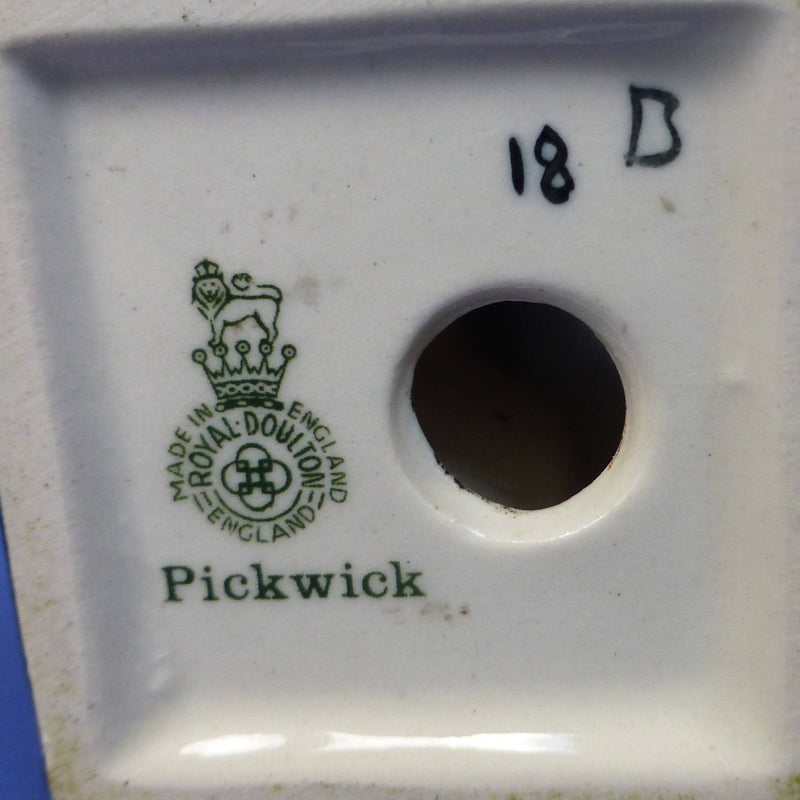 18 B
MADE IN ENGLAND
ROYAL·DOULTON
ENGLAND
Pickwick